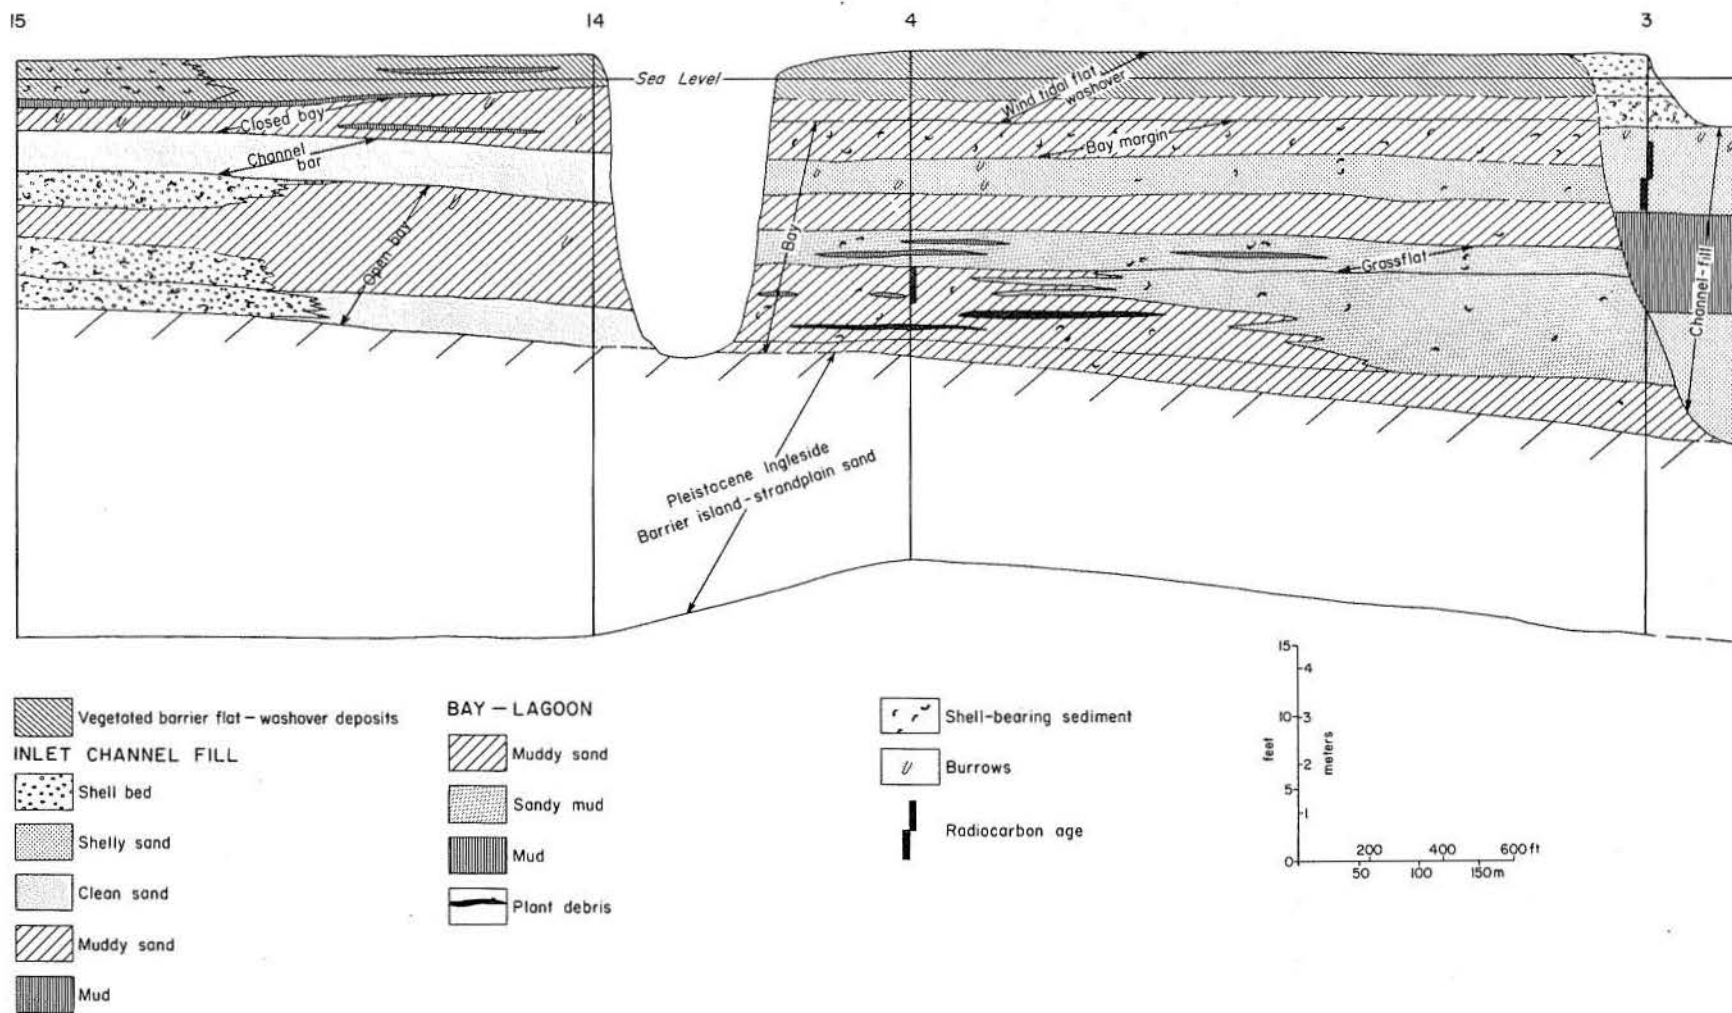 15
14
4
3
Sea Level
Wind tidal flat
washover
Closed bay
Channel
bar
Bay margin
Open bay
Bay
Grassflat
Channel-fill
Pleistocene Ingleside
Barrier island-strandplain sand
Vegetated barrier flat-washover deposits
INLET CHANNEL FILL
Shell bed
Shelly sand
Clean sand
Muddy sand
Mud
BAY-LAGOON
Muddy sand
Sandy mud
Mud
Plant debris
Shell-bearing sediment
Burrows
Radiocarbon age
15
4
10
3
feet
meters
2
5
1
0
200
400
600 ft
50
100
150m